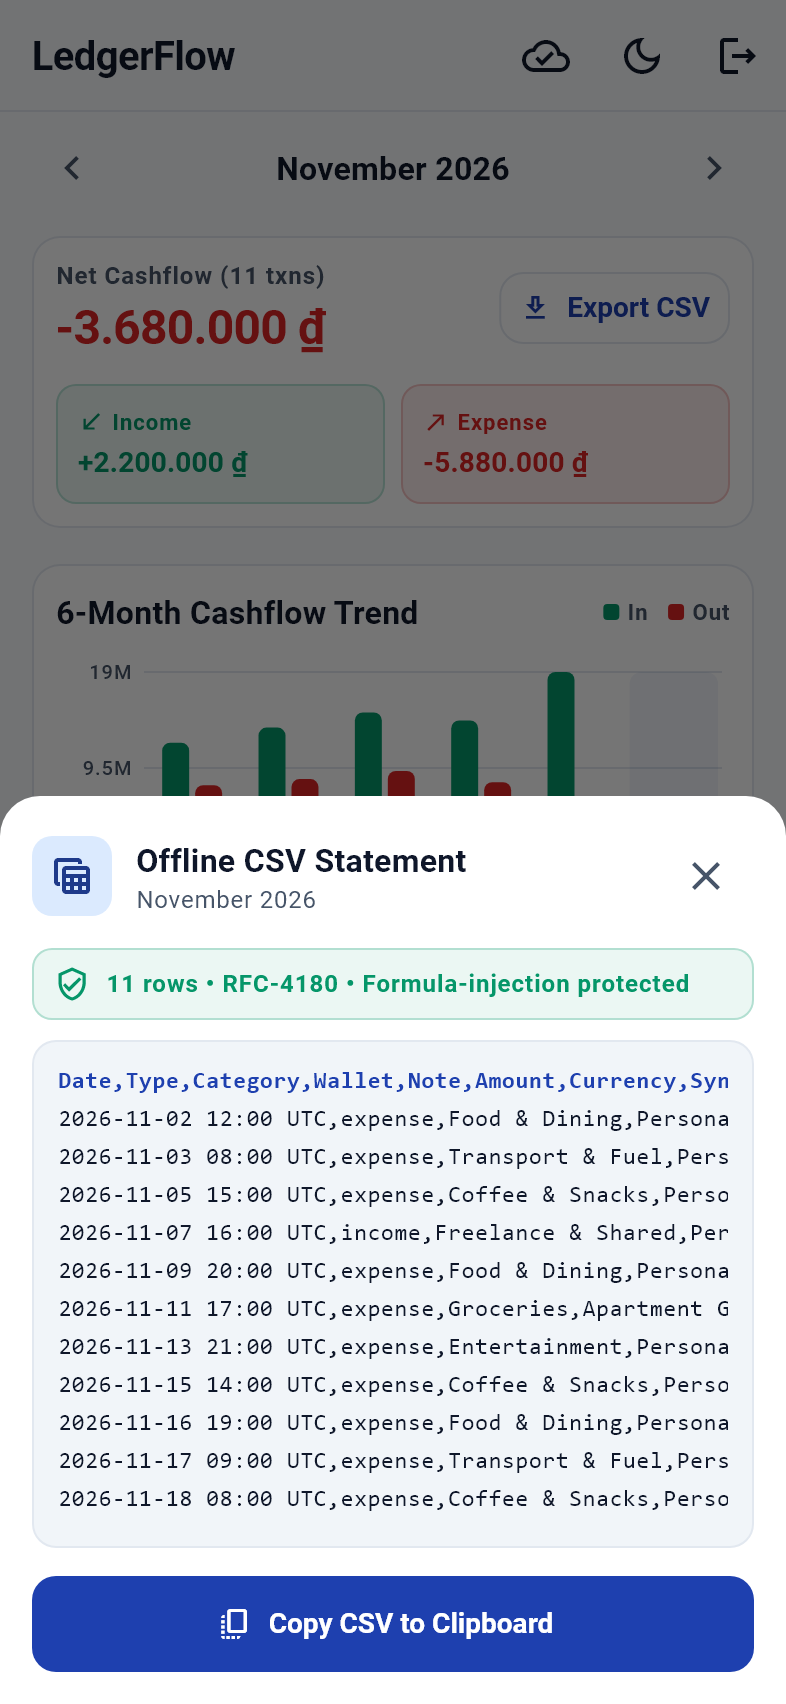 LedgerFlow
November 2026
Net Cashflow (11 txns)
-3.680.000 ₫
Export CSV
Income
+2.200.000 ₫
Expense
-5.880.000 ₫
6-Month Cashflow Trend
In
Out
19M
9.5M
Offline CSV Statement
November 2026
11 rows • RFC-4180 • Formula-injection protected
Date,Type,Category,Wallet,Note,Amount,Currency,Syn
2026-11-02 12:00 UTC,expense,Food & Dining,Persona
2026-11-03 08:00 UTC,expense,Transport & Fuel,Pers
2026-11-05 15:00 UTC,expense,Coffee & Snacks,Perso
2026-11-07 16:00 UTC,income,Freelance & Shared,Per
2026-11-09 20:00 UTC,expense,Food & Dining,Persona
2026-11-11 17:00 UTC,expense,Groceries,Apartment G
2026-11-13 21:00 UTC,expense,Entertainment,Persona
2026-11-15 14:00 UTC,expense,Coffee & Snacks,Perso
2026-11-16 19:00 UTC,expense,Food & Dining,Persona
2026-11-17 09:00 UTC,expense,Transport & Fuel,Pers
2026-11-18 08:00 UTC,expense,Coffee & Snacks,Perso
Copy CSV to Clipboard